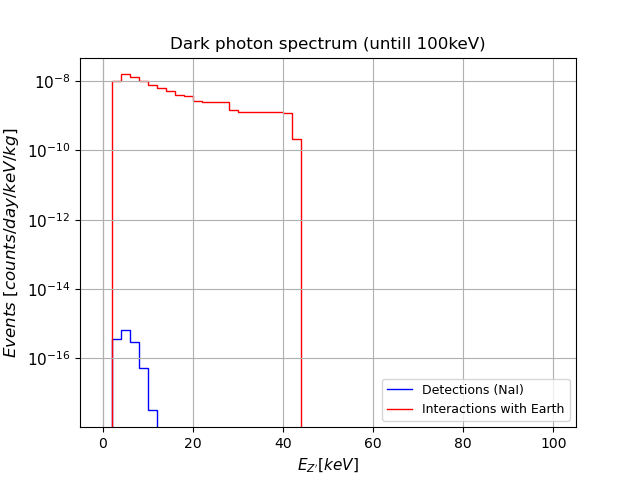 Dark photon spectrum (untill 100keV)
Events [counts/day/keV/kg]
10⁻⁸
10⁻¹⁰
10⁻¹²
10⁻¹⁴
10⁻¹⁶
Detections (NaI)
Interactions with Earth
0 20 40 60 80 100
E_Z' [keV]